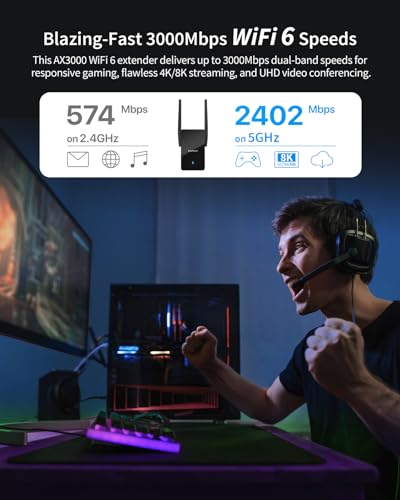 Blazing-Fast 3000Mbps WiFi 6 Speeds
This AX3000 WiFi 6 extender delivers up to 3000Mbps dual-band speeds for
responsive gaming, flawless 4K/8K streaming, and UHD video conferencing.
574 Mbps
on 2.4GHz
2402 Mbps
on 5GHz
8K
ULTRA HD